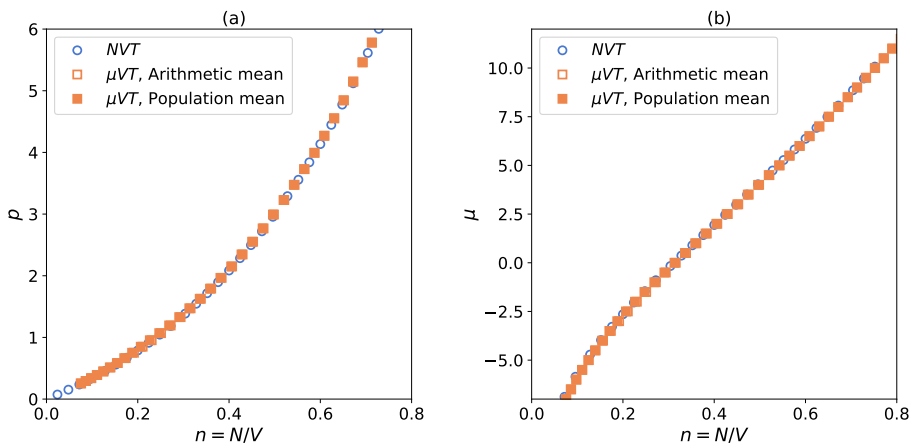 (a)
6
5
4
3
2
1
0
p
NVT
μVT, Arithmetic mean
μVT, Population mean
0.0 0.2 0.4 0.6 0.8
n = N/V
(b)
10.0
7.5
5.0
2.5
0.0
−2.5
−5.0
μ
NVT
μVT, Arithmetic mean
μVT, Population mean
0.0 0.2 0.4 0.6 0.8
n = N/V